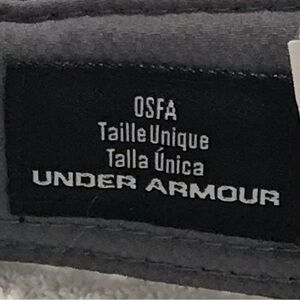 OSFA
Taille Unique
Talla Única
UNDER ARMOUR